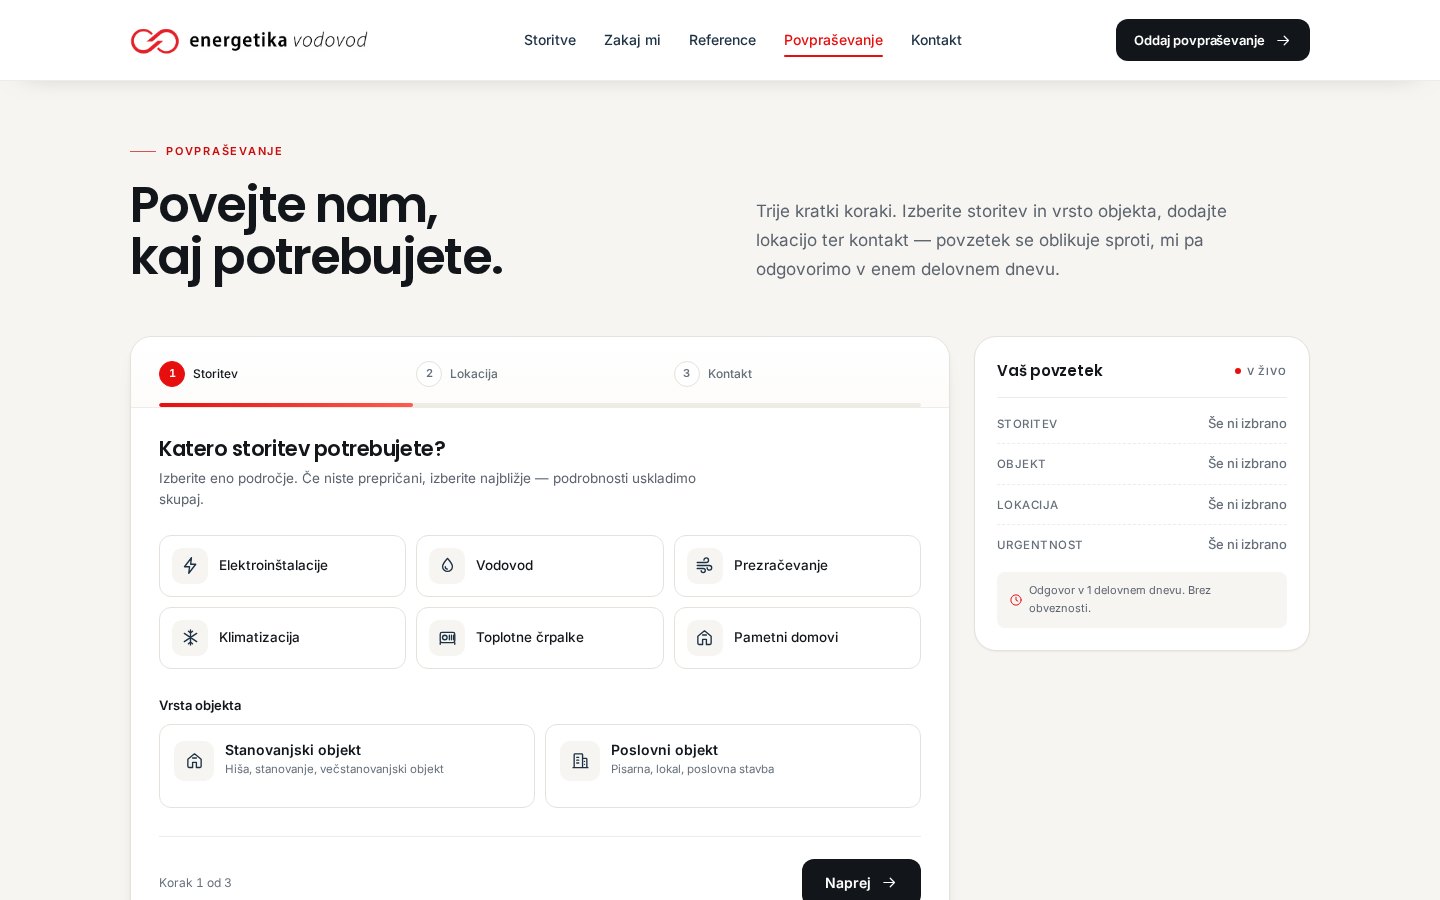 energetika vodovod
Storitve
Zakaj mi
Reference
Povpraševanje
Kontakt
Oddaj povpraševanje
POVPRAŠEVANJE
Povejte nam,
kaj potrebujete.
Trije kratki koraki. Izberite storitev in vrsto objekta, dodajte
lokacijo ter kontakt — povzetek se oblikuje sproti, mi pa
odgovorimo v enem delovnem dnevu.
1 Storitev
2 Lokacija
3 Kontakt
Katero storitev potrebujete?
Izberite eno področje. Če niste prepričani, izberite najbližje — podrobnosti uskladimo
skupaj.
Elektroinštalacije
Vodovod
Prezračevanje
Klimatizacija
Toplotne črpalke
Pametni domovi
Vrsta objekta
Stanovanjski objekt
Hiša, stanovanje, večstanovanjski objekt
Poslovni objekt
Pisarna, lokal, poslovna stavba
Korak 1 od 3
Naprej
Vaš povzetek
V ŽIVO
STORITEV Še ni izbrano
OBJEKT Še ni izbrano
LOKACIJA Še ni izbrano
URGENTNOST Še ni izbrano
Odgovor v 1 delovnem dnevu. Brez
obveznosti.